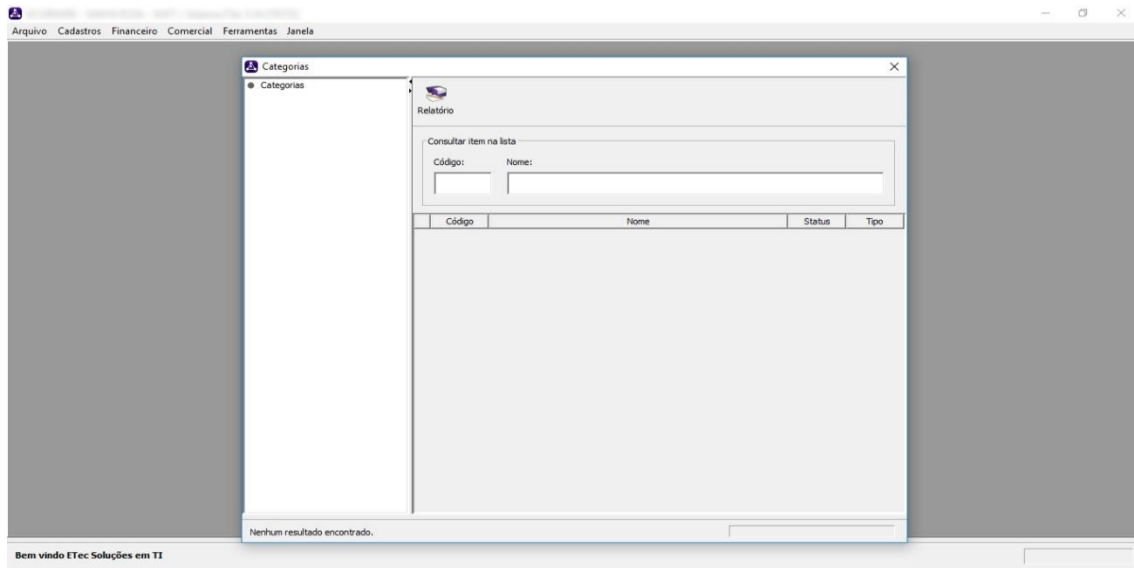 Arquivo Cadastros Financeiro Comercial Ferramentas Janela
Categorias
Categorias
Relatório
Consultar item na lista
Código: Nome:
Código Nome Status Tipo
Nenhum resultado encontrado.
Bem vindo ETec Soluções em TI